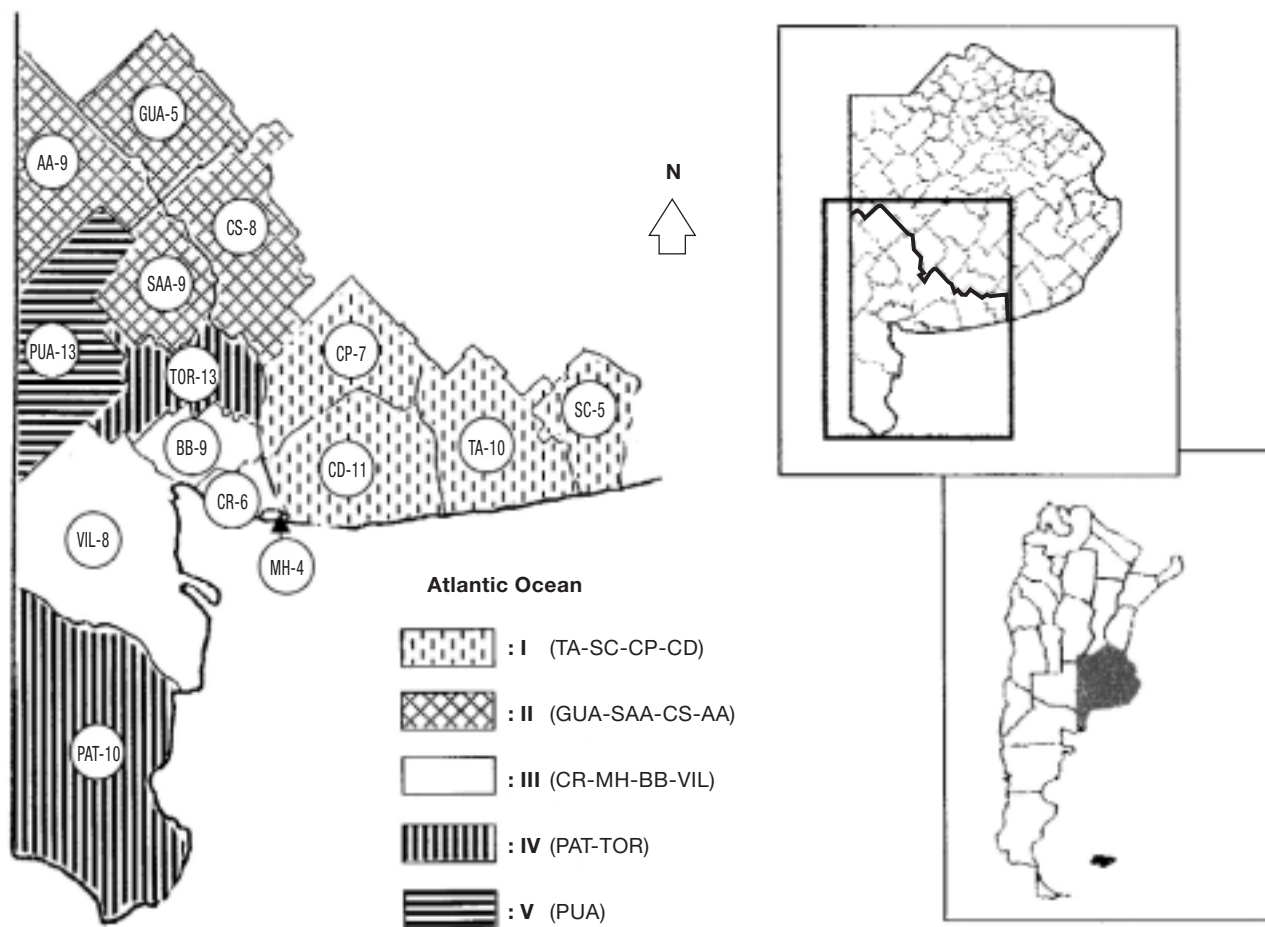 GUA-5
AA-9
N
CS-8
SAA-9
PUA-13
CP-7
TOR-13
SC-5
BB-9
TA-10
CD-11
CR-6
VIL-8
MH-4
Atlantic Ocean
: I (TA-SC-CP-CD)
: II (GUA-SAA-CS-AA)
PAT-10
: III (CR-MH-BB-VIL)
: IV (PAT-TOR)
: V (PUA)